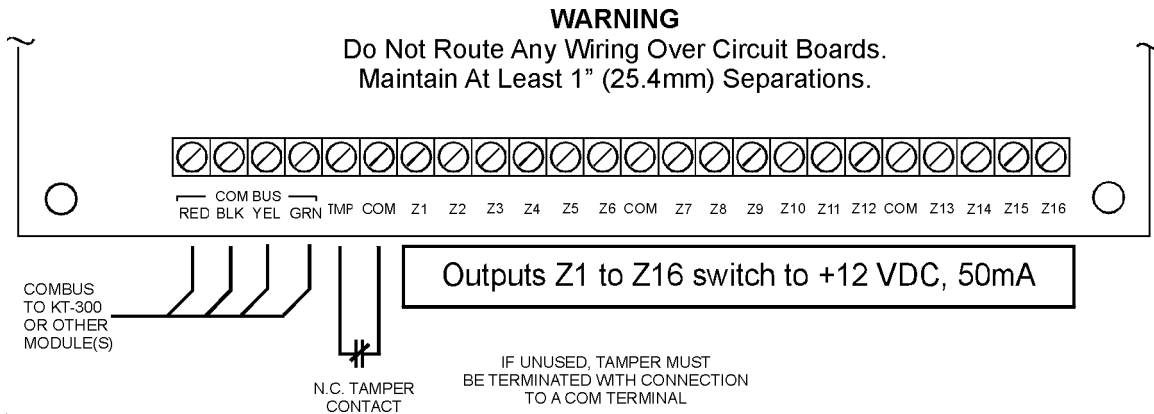 WARNING
Do Not Route Any Wiring Over Circuit Boards.
Maintain At Least 1” (25.4mm) Separations.
COM BUS
RED BLK YEL GRN TMP COM Z1 Z2 Z3 Z4 Z5 Z6 COM Z7 Z8 Z9 Z10 Z11 Z12 COM Z13 Z14 Z15 Z16
Outputs Z1 to Z16 switch to +12 VDC, 50mA
COMBUS
TO KT-300
OR OTHER
MODULE(S)
N.C. TAMPER
CONTACT
IF UNUSED, TAMPER MUST
BE TERMINATED WITH CONNECTION
TO A COM TERMINAL